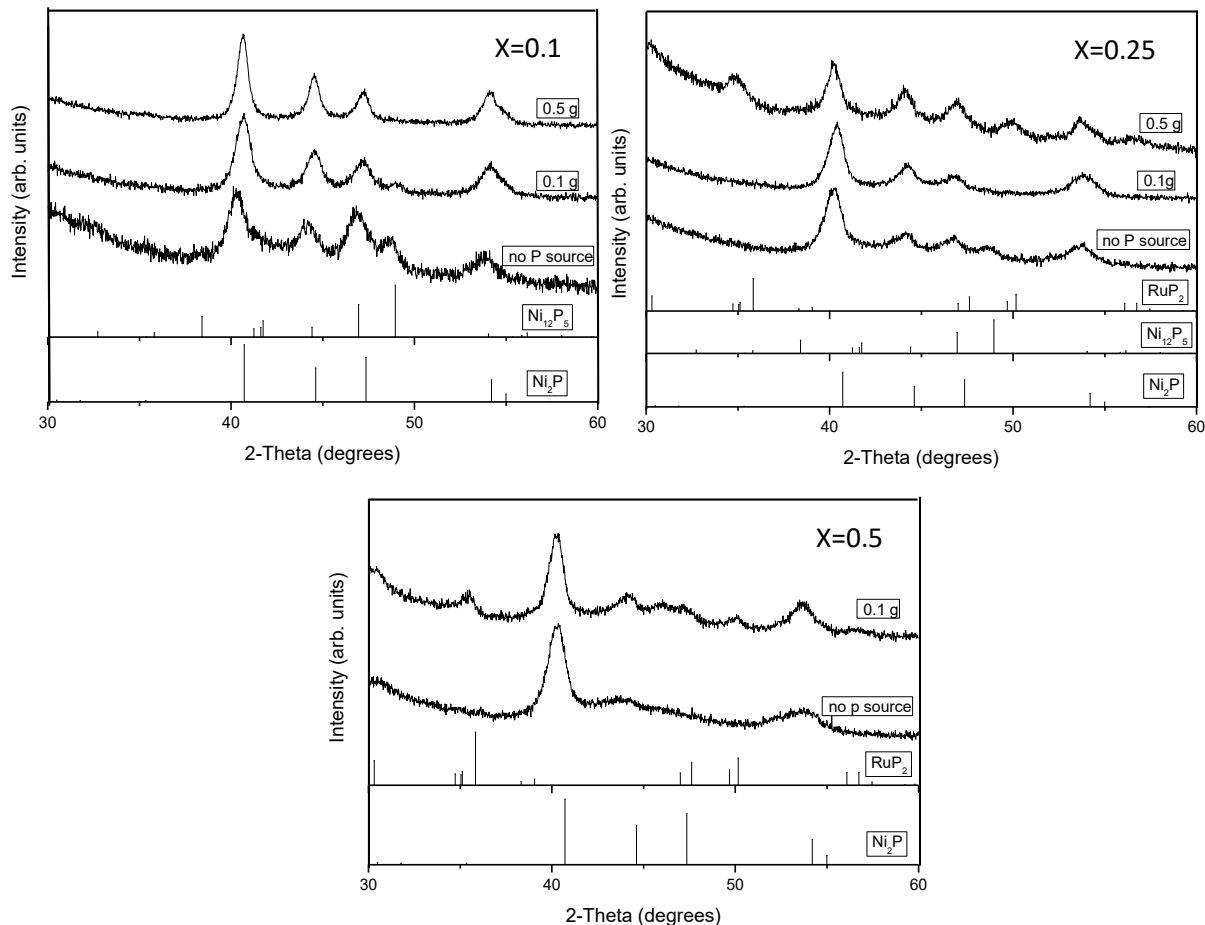 X=0.1
0.5 g
0.1 g
no P source
Ni₁₂P₅
Ni₂P
Intensity (arb. units)
30
40
50
60
2-Theta (degrees)
X=0.25
0.5 g
0.1g
no P source
RuP₂
Ni₁₂P₅
Ni₂P
Intensity (arb. units)
30
40
50
60
2-Theta (degrees)
X=0.5
0.1 g
no p source
RuP₂
Ni₂P
Intensity (arb. units)
30
40
50
60
2-Theta (degrees)